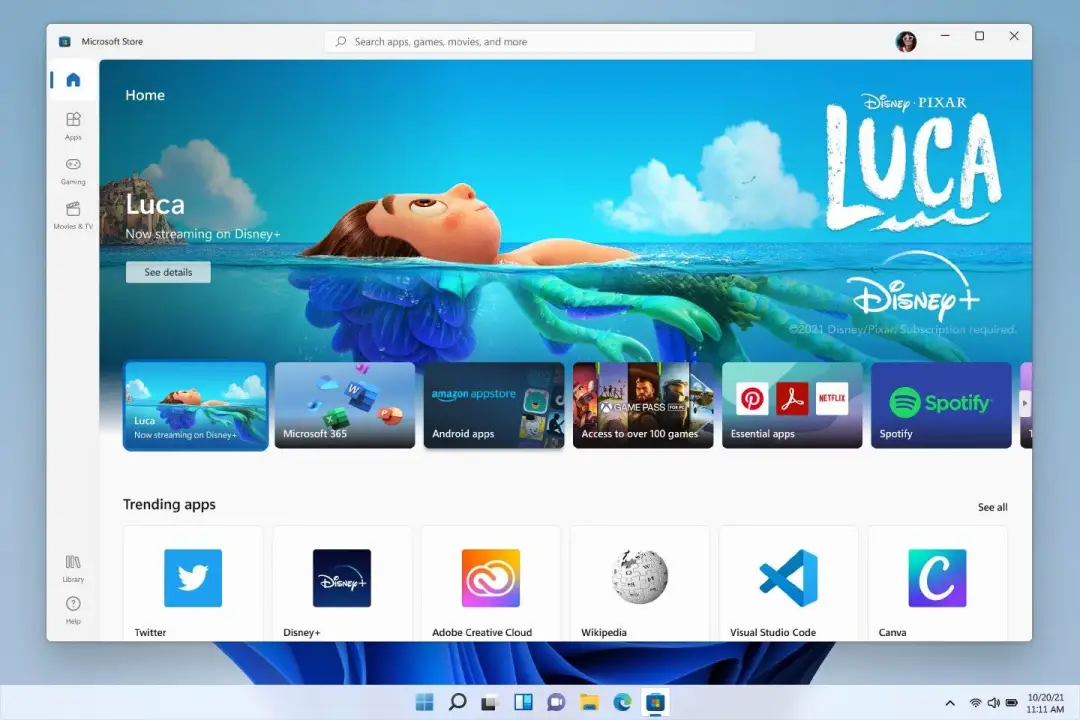 Microsoft Store
Search apps, games, movies, and more
Home
Apps
Gaming
Movies & TV
Disney · PIXAR
LUCA
Luca
Now streaming on Disney+
See details
Disney+
©2021 Disney/Pixar. Subscription required.
Luca
Now streaming on Disney+
W
X
Microsoft 365
amazon appstore
Android apps
GAME PASS FOR PC
Access to over 100 games
NETFLIX
Essential apps
Spotify
Spotify
Trending apps
See all
Disney+
Twitter
Disney+
Adobe Creative Cloud
Wikipedia
Visual Studio Code
Canva
Library
Help
10/20/21
11:11 AM